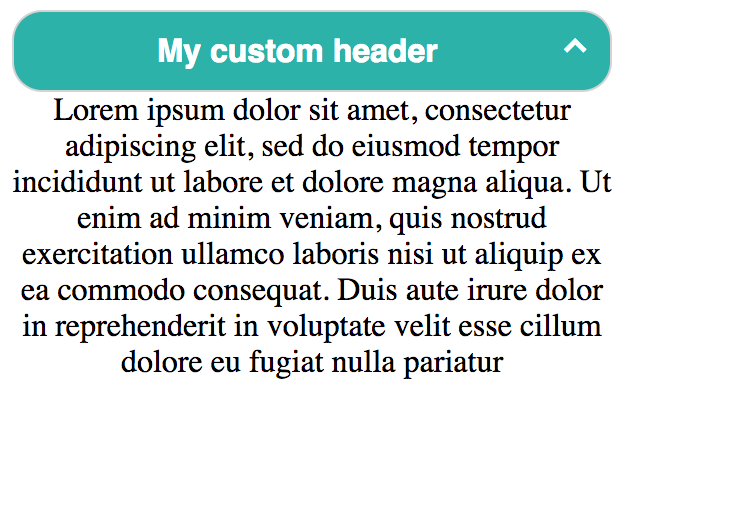 My custom header
Lorem ipsum dolor sit amet, consectetur
adipiscing elit, sed do eiusmod tempor
incididunt ut labore et dolore magna aliqua. Ut
enim ad minim veniam, quis nostrud
exercitation ullamco laboris nisi ut aliquip ex
ea commodo consequat. Duis aute irure dolor
in reprehenderit in voluptate velit esse cillum
dolore eu fugiat nulla pariatur